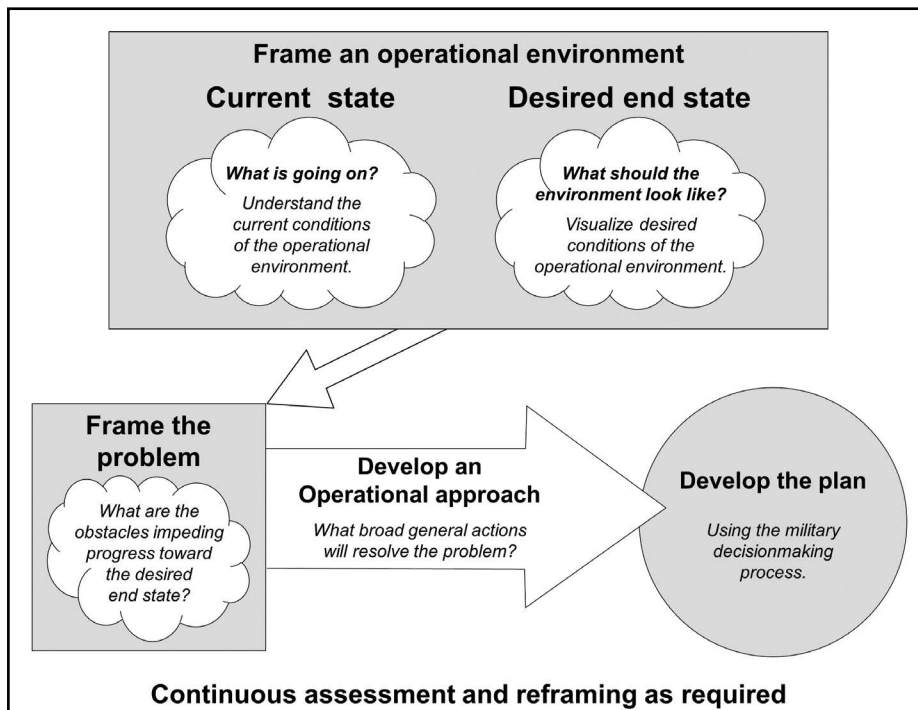 Frame an operational environment
Current state
What is going on?
Understand the
current conditions
of the operational
environment.
Desired end state
What should the
environment look like?
Visualize desired
conditions of the
operational environment.
Frame the
problem
What are the
obstacles impeding
progress toward
the desired
end state?
Develop an
Operational approach
What broad general actions
will resolve the problem?
Develop the plan
Using the military
decisionmaking
process.
Continuous assessment and reframing as required